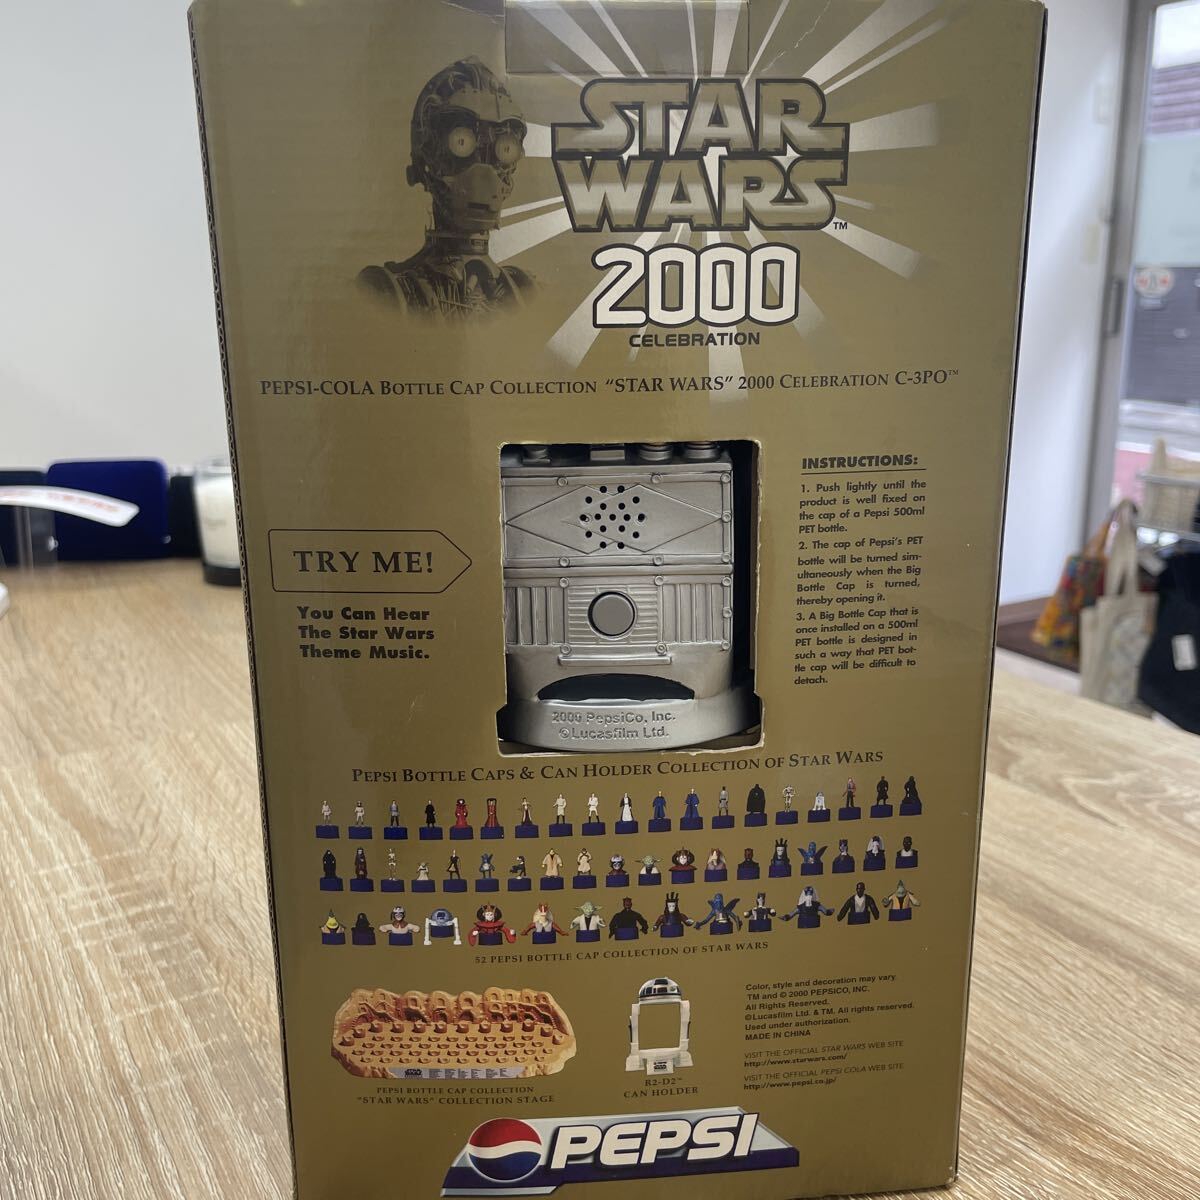 STAR
WARS™
2000
CELEBRATION
PEPSI-COLA BOTTLE CAP COLLECTION "STAR WARS" 2000 CELEBRATION C-3PO™
TRY ME!
You Can Hear
The Star Wars
Theme Music.
2000 PepsiCo, Inc.
©Lucasfilm Ltd.
INSTRUCTIONS:
1. Push lightly until the
product is well fixed on
the cap of a Pepsi 500ml
PET bottle.
2. The cap of Pepsi's PET
bottle will be turned sim-
ultaneously when the Big
Bottle Cap is turned,
thereby opening it.
3. A Big Bottle Cap that is
once installed on a 500ml
PET bottle is designed in
such a way that PET bot-
tle cap will be difficult to
detach.
PEPSI BOTTLE CAPS & CAN HOLDER COLLECTION OF STAR WARS
52 PEPSI BOTTLE CAP COLLECTION OF STAR WARS
PEPSI BOTTLE CAP COLLECTION
"STAR WARS" COLLECTION STAGE
R2-D2™
CAN HOLDER
Color, style and decoration may vary.
TM and © 2000 PEPSICO, INC.
All Rights Reserved.
©Lucasfilm Ltd. & TM. All rights reserved.
Used under authorization.
MADE IN CHINA
VISIT THE OFFICIAL STAR WARS WEB SITE
http://www.starwars.com/
VISIT THE OFFICIAL PEPSI COLA WEB SITE
http://www.pepsi.co.jp/
PEPSI